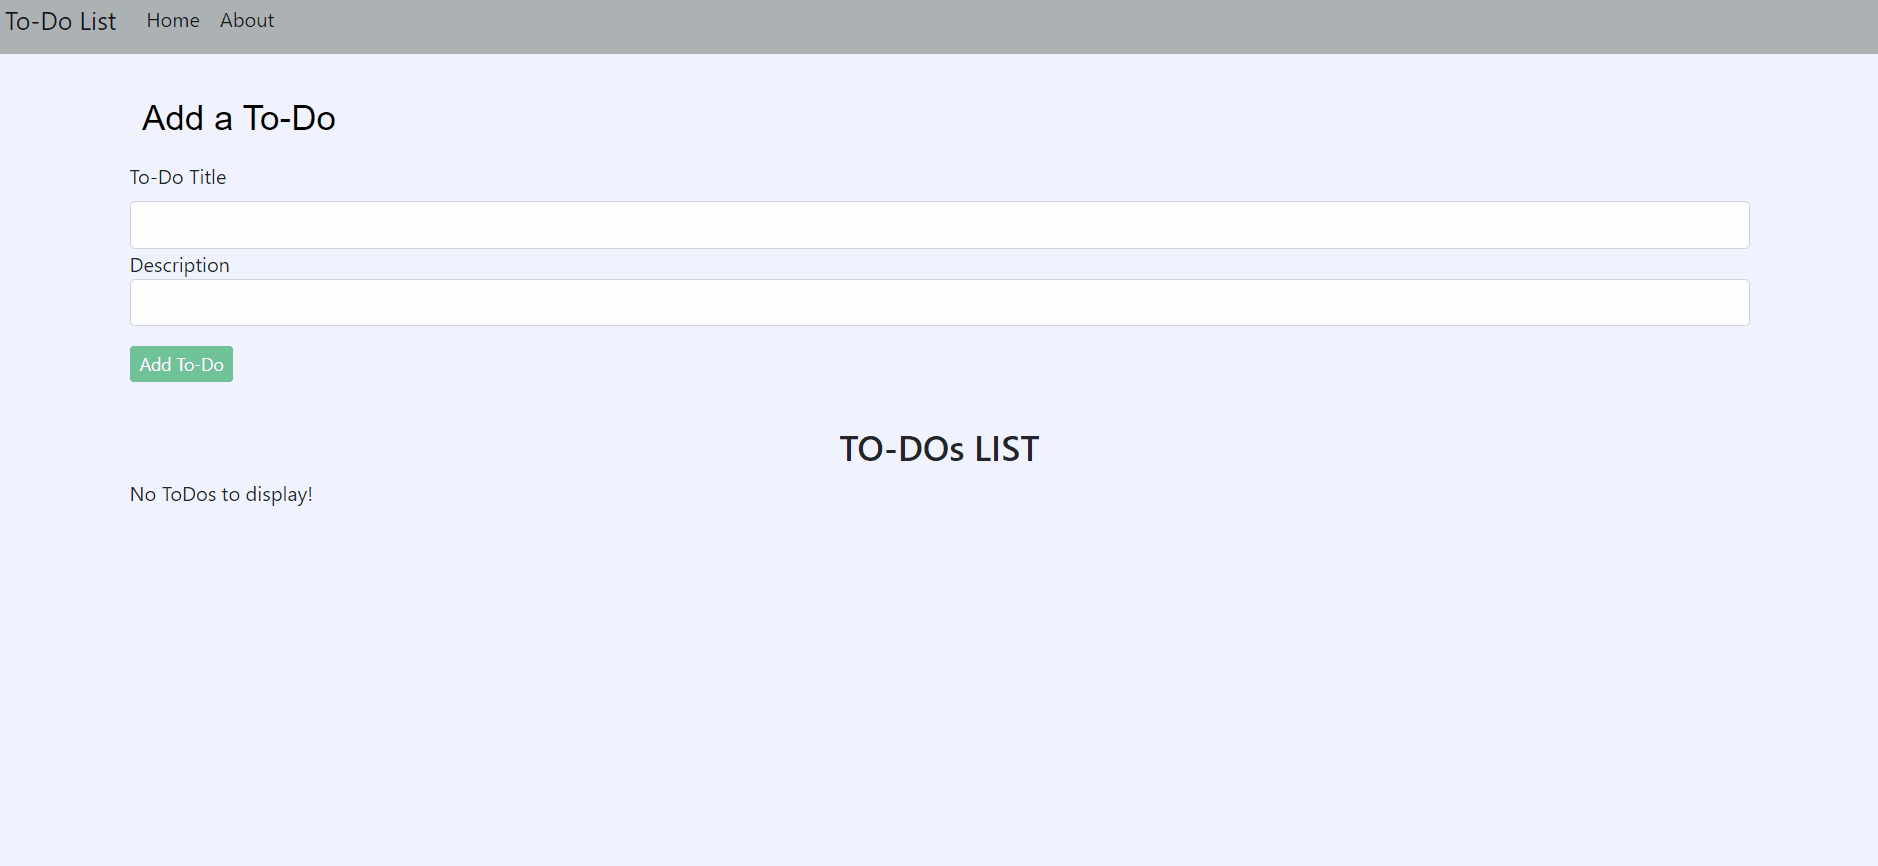 To-Do List Home About
Add a To-Do
To-Do Title
Description
Add To-Do
TO-DOs LIST
No ToDos to display!